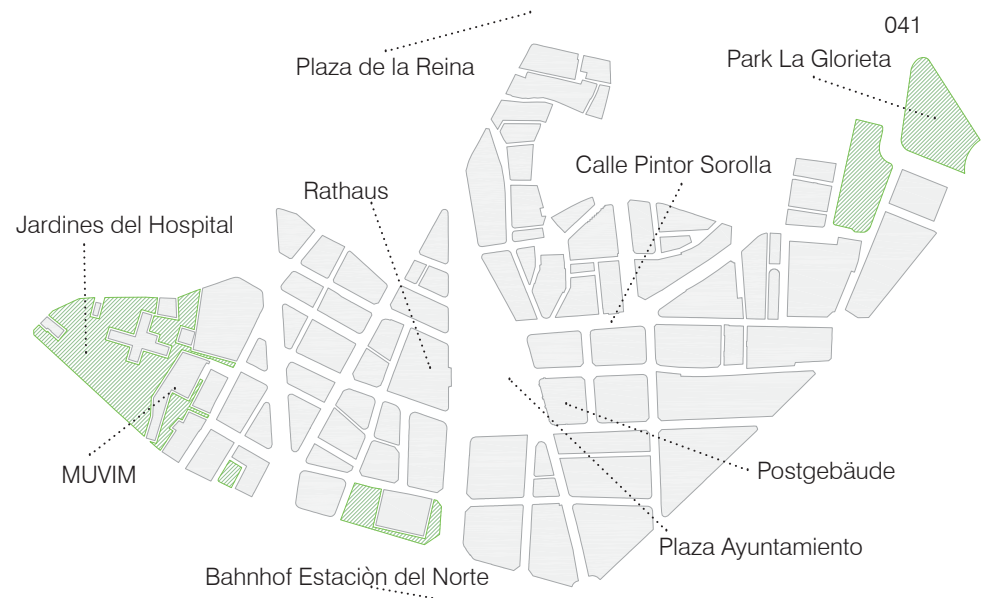 041
Plaza de la Reina
Park La Glorieta
Calle Pintor Sorolla
Rathaus
Jardines del Hospital
MUVIM
Postgebäude
Plaza Ayuntamiento
Bahnhof Estaciòn del Norte